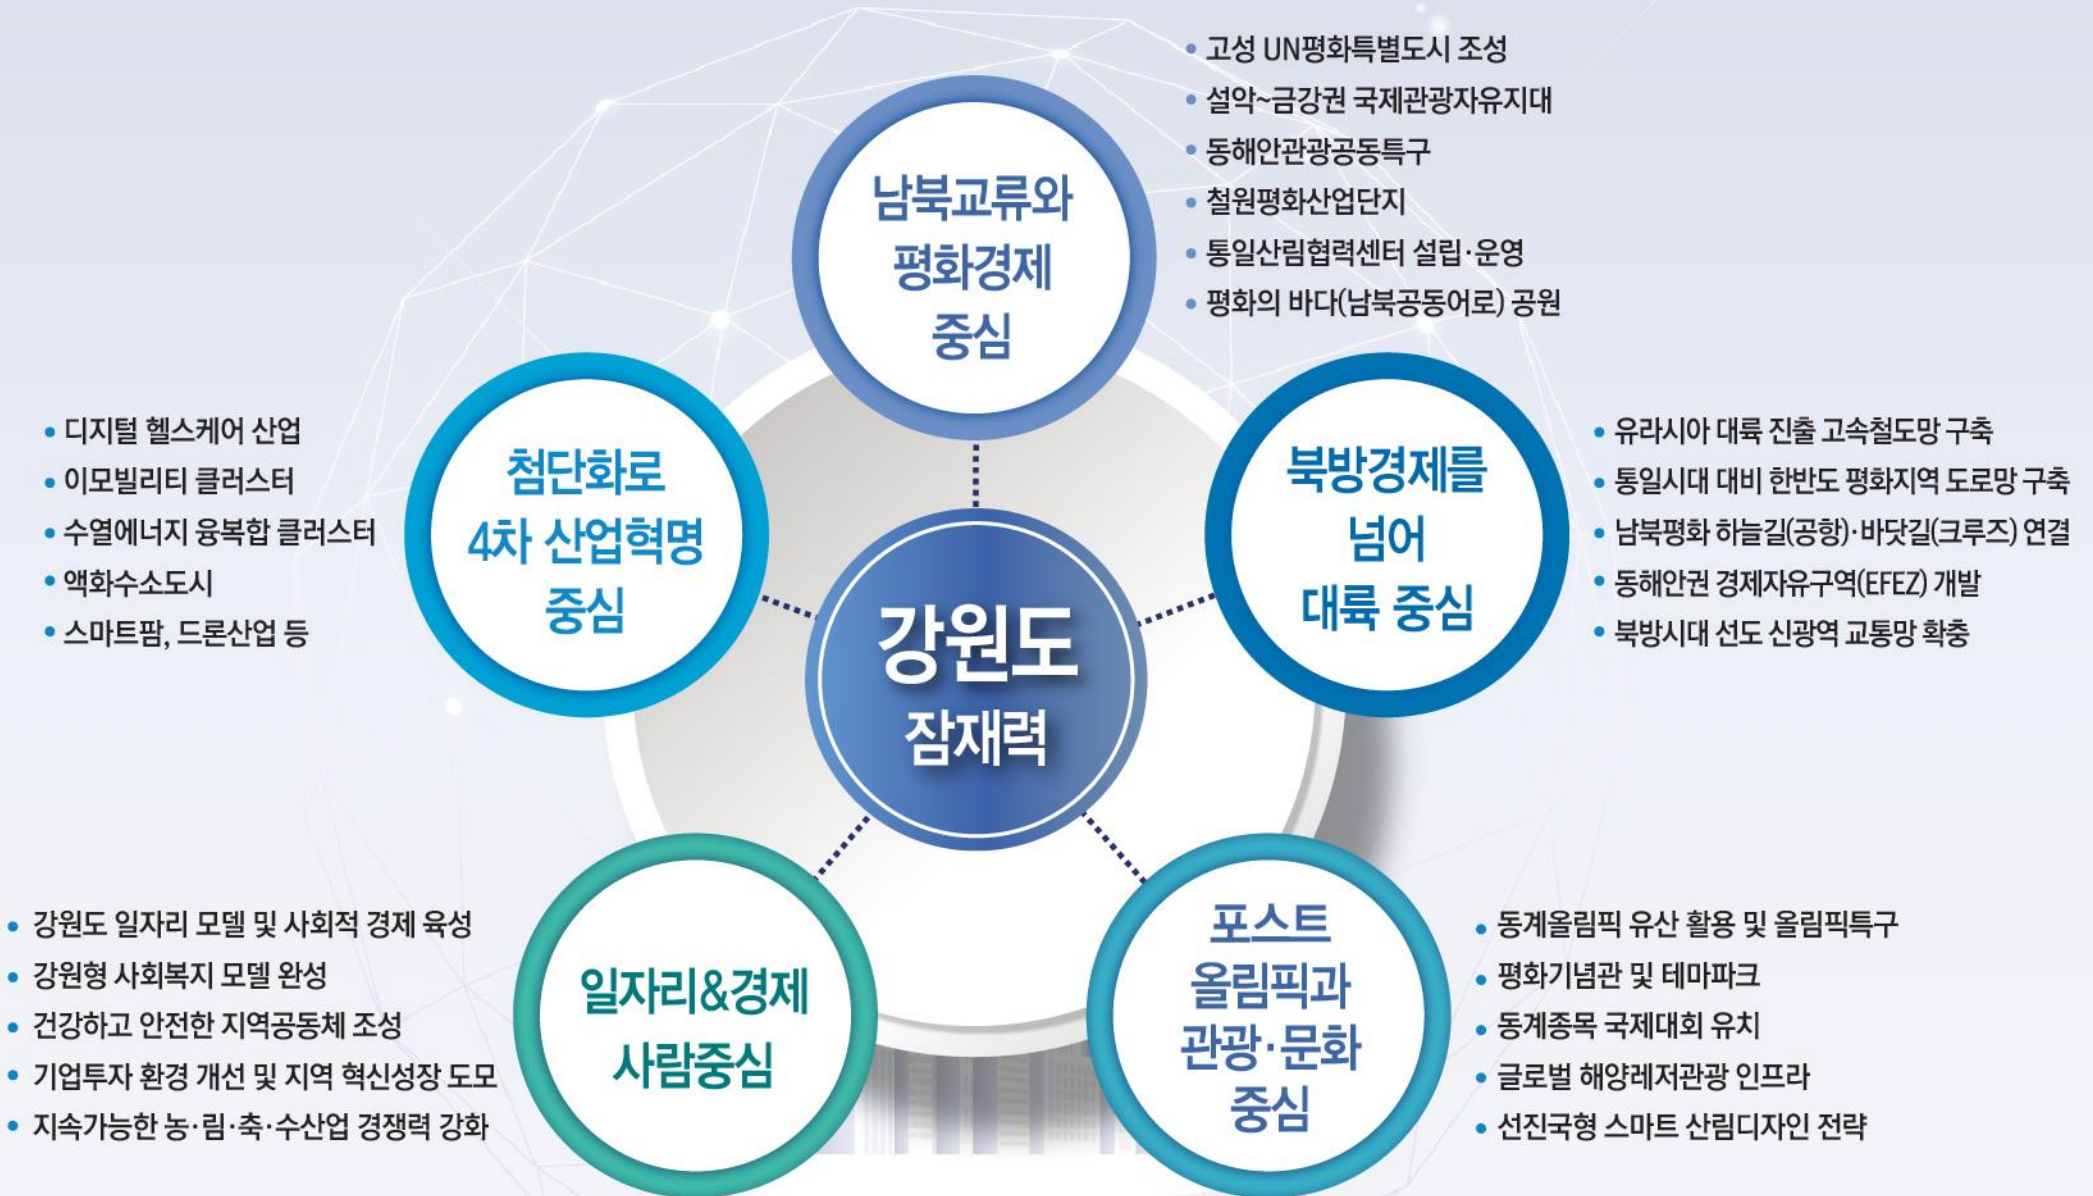 남북교류와
평화경제
중심
• 고성 UN평화특별도시 조성
• 설악~금강권 국제관광자유지대
• 동해안관광공동특구
• 철원평화산업단지
• 통일산림협력센터 설립·운영
• 평화의 바다(남북공동어로) 공원
첨단화로
4차 산업혁명
중심
• 디지털 헬스케어 산업
• 이모빌리티 클러스터
• 수열에너지 융복합 클러스터
• 액화수소도시
• 스마트팜, 드론산업 등
북방경제를
넘어
대륙 중심
• 유라시아 대륙 진출 고속철도망 구축
• 통일시대 대비 한반도 평화지역 도로망 구축
• 남북평화 하늘길(공항)·바닷길(크루즈) 연결
• 동해안권 경제자유구역(EFEZ) 개발
• 북방시대 선도 신광역 교통망 확충
강원도
잠재력
일자리&경제
사람중심
• 강원도 일자리 모델 및 사회적 경제 육성
• 강원형 사회복지 모델 완성
• 건강하고 안전한 지역공동체 조성
• 기업투자 환경 개선 및 지역 혁신성장 도모
• 지속가능한 농·림·축·수산업 경쟁력 강화
포스트
올림픽과
관광·문화
중심
• 동계올림픽 유산 활용 및 올림픽특구
• 평화기념관 및 테마파크
• 동계종목 국제대회 유치
• 글로벌 해양레저관광 인프라
• 선진국형 스마트 산림디자인 전략